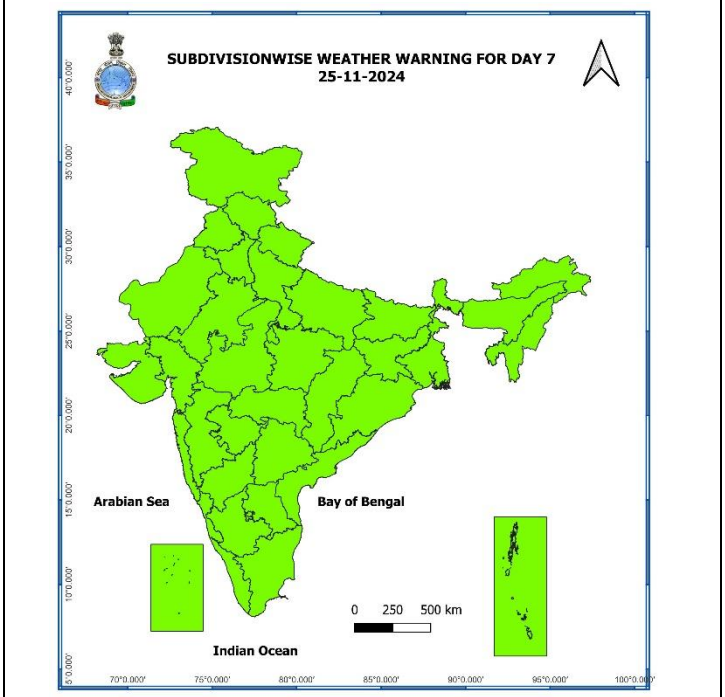 SUBDIVISIONWISE WEATHER WARNING FOR DAY 7
25-11-2024
40°0.000'
35°0.000'
30°0.000'
25°0.000'
20°0.000'
15°0.000'
10°0.000'
5°0.000'
Arabian Sea
Bay of Bengal
0 250 500 km
Indian Ocean
70°0.000' 75°0.000' 80°0.000' 85°0.000' 90°0.000' 95°0.000' 100°0.000'